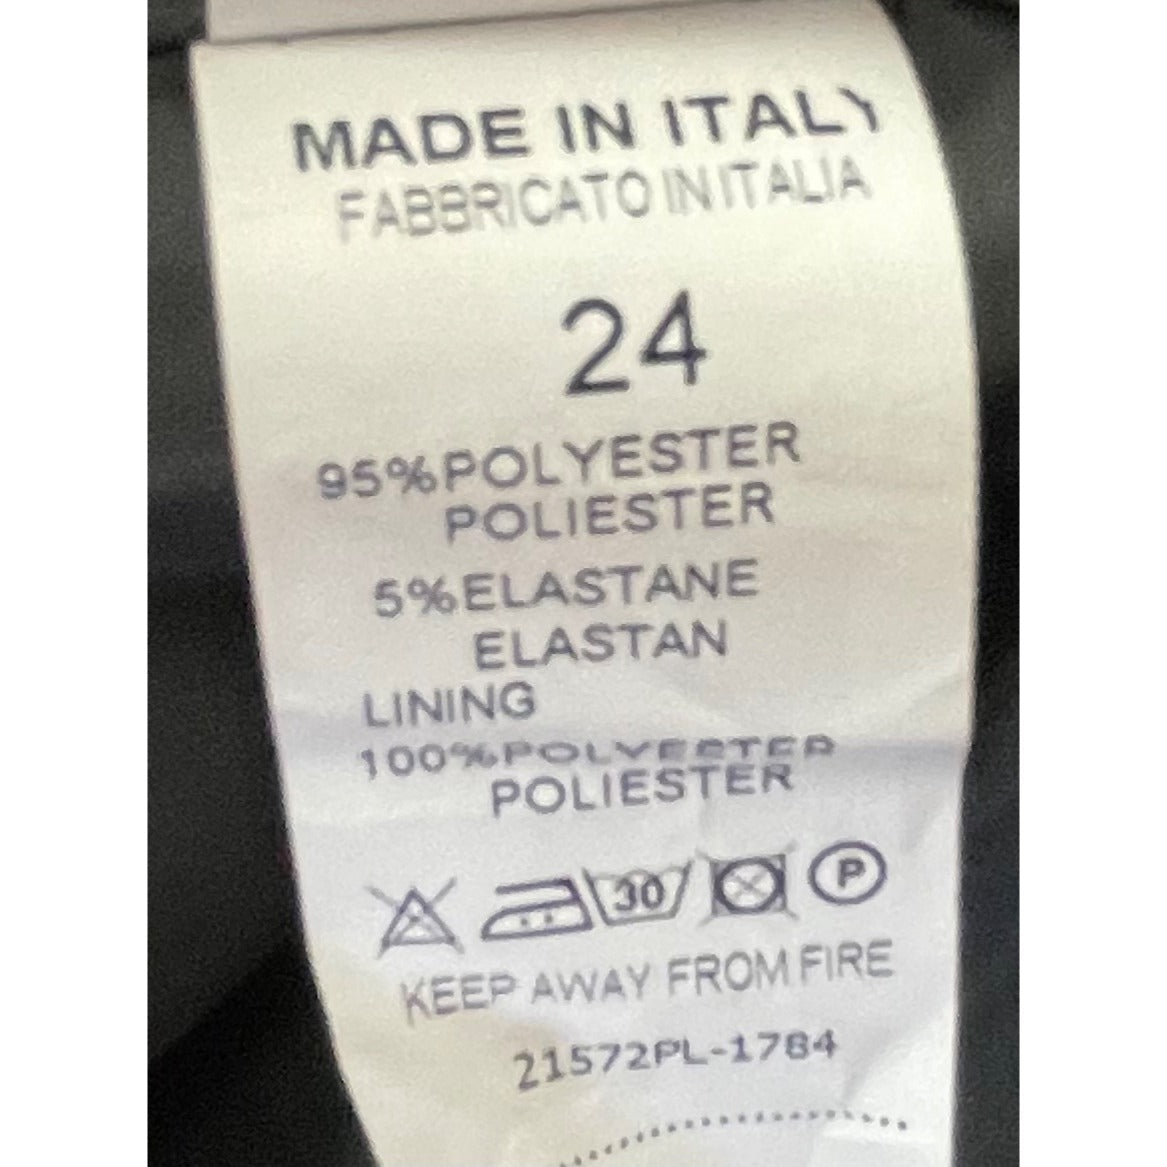 MADE IN ITALY
FABBRICATO IN ITALIA
24
95%POLYESTER
POLIESTER
5%ELASTANE
ELASTAN
LINING
100%POLYESTER
POLIESTER
30 P
KEEP AWAY FROM FIRE
21572PL-1784